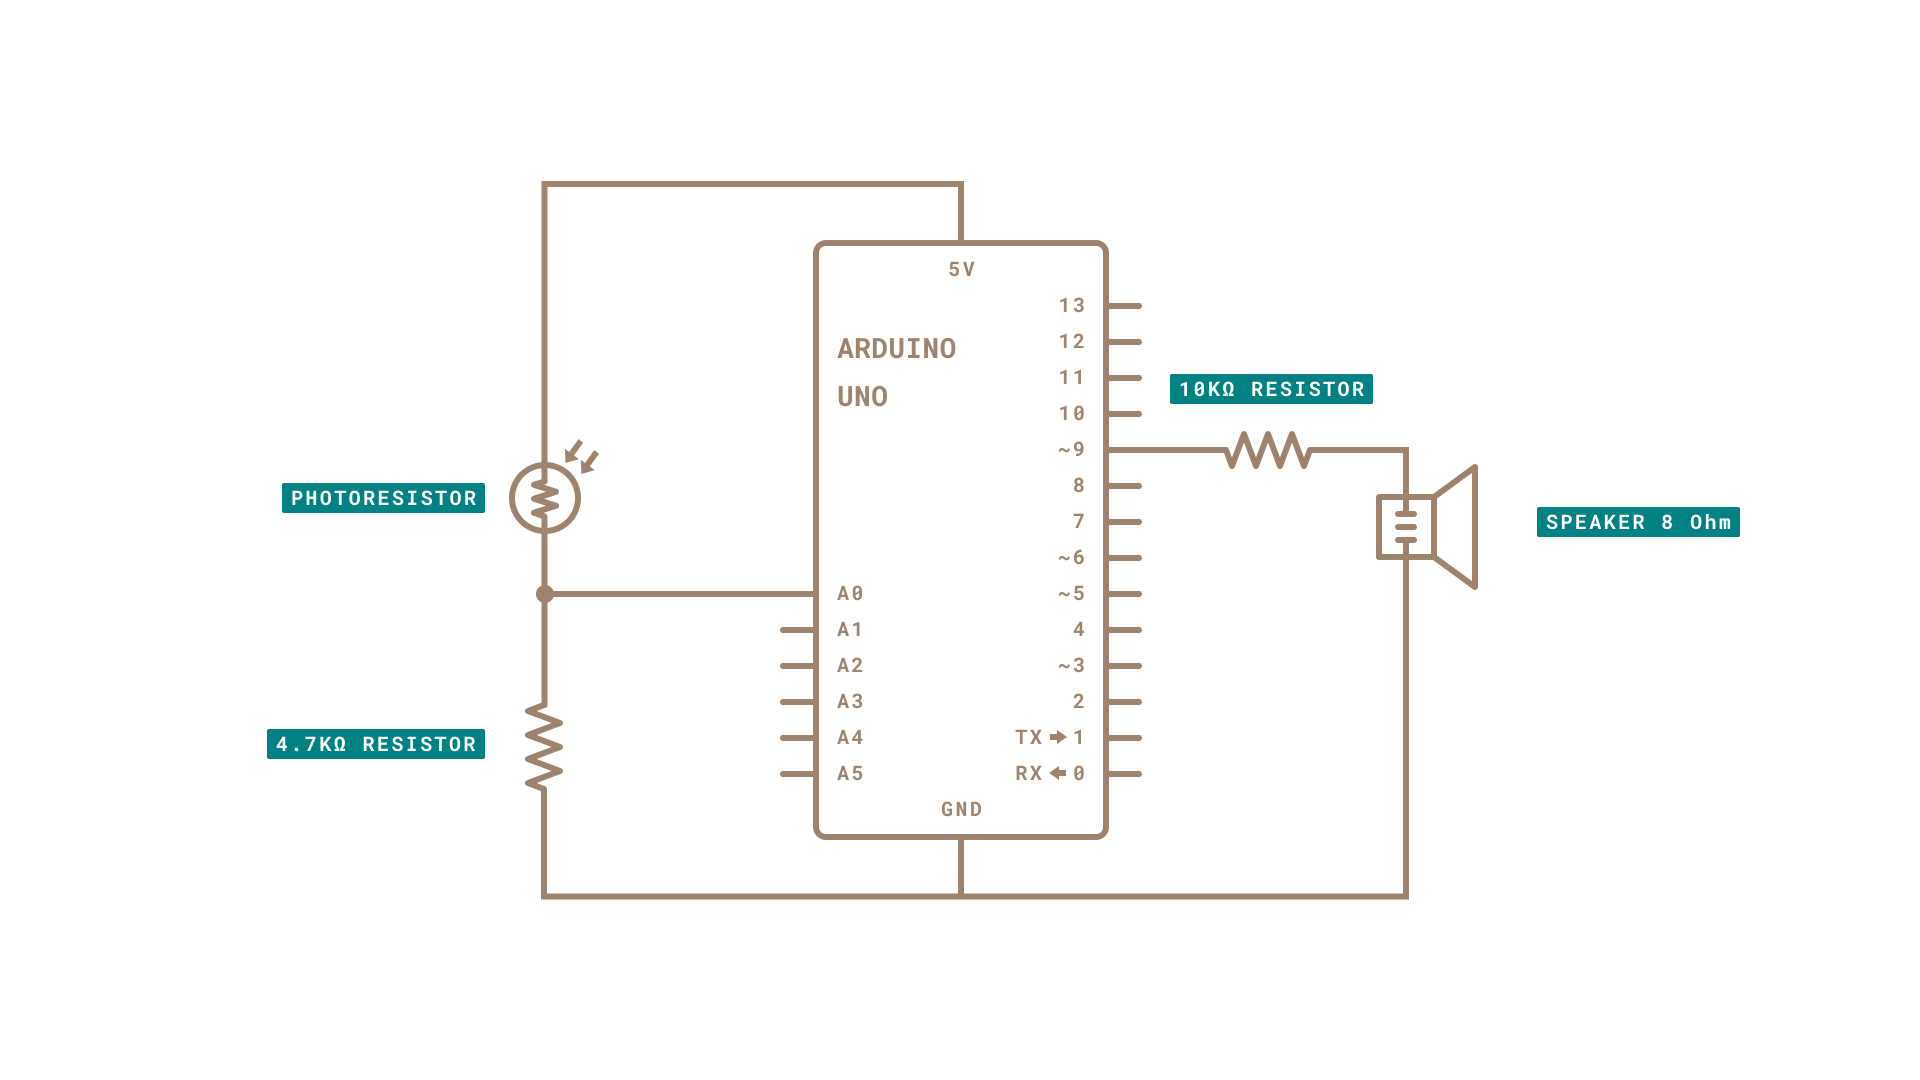 5V
13
ARDUINO
UNO
12
11
10
~9
8
7
~6
~5
4
~3
2
TX 1
RX 0
A0
A1
A2
A3
A4
A5
GND
10KΩ RESISTOR
PHOTORESISTOR
SPEAKER 8 Ohm
4.7KΩ RESISTOR